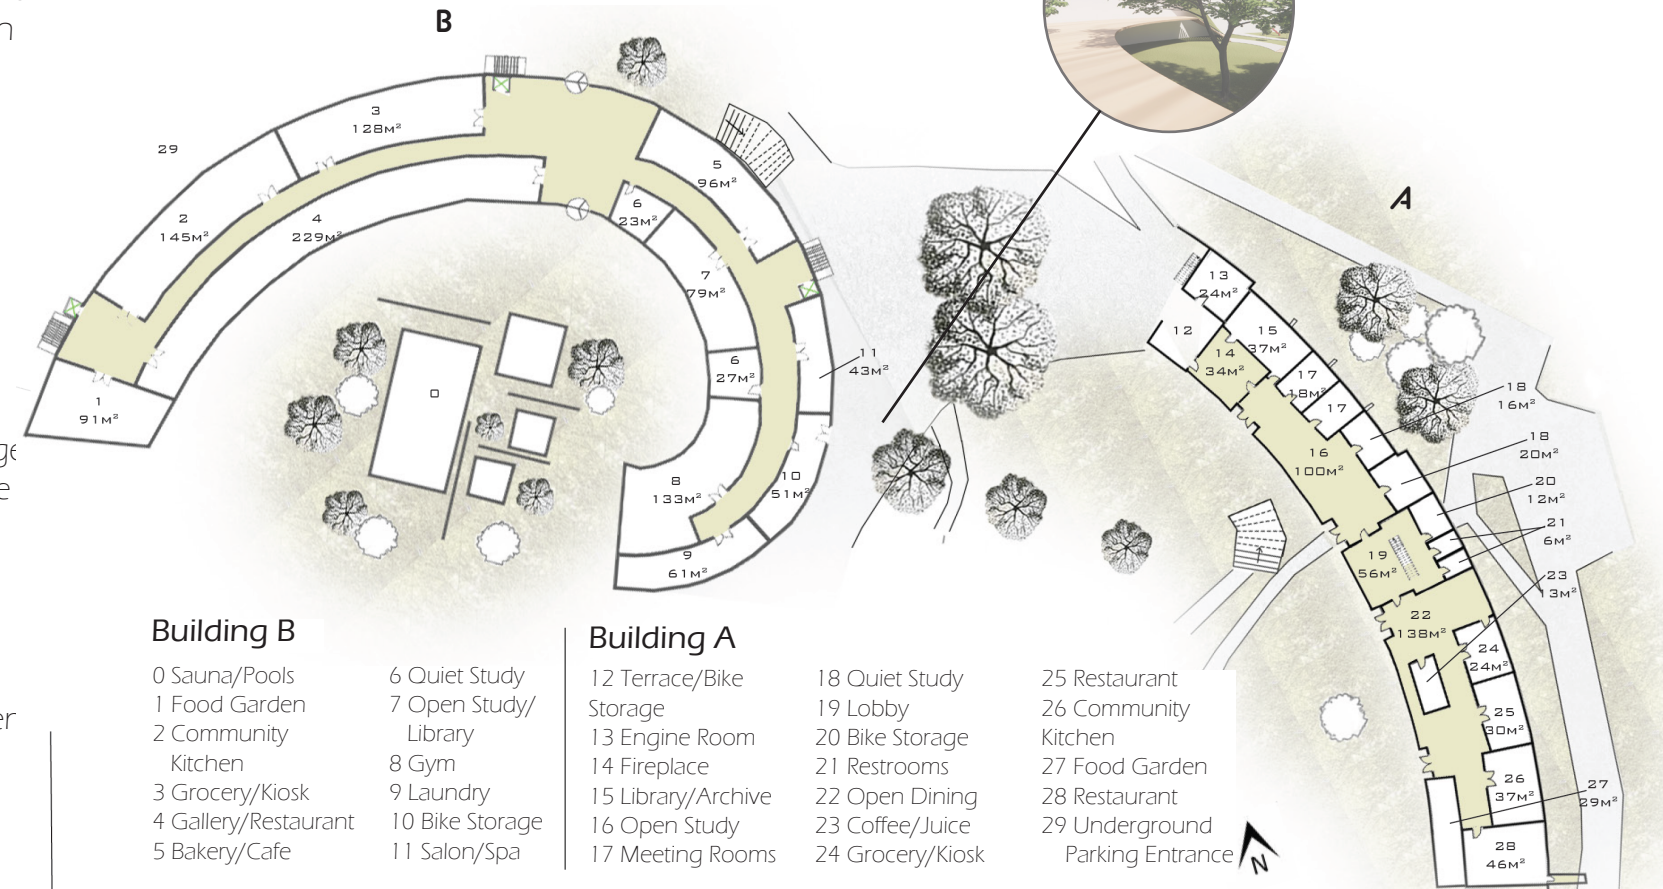 n
ge
e
er
B
A
29
3
128M²
2
145M²
4
229M²
5
96M²
6
23M²
7
79M²
1
91M²
0
6
27M²
11
43M²
8
133M²
10
51M²
9
61M²
13
24M²
12
15
37M²
14
34M²
17
18M²
17
18
16M²
16
100M²
18
20M²
20
12M²
21
6M²
19
56M²
23
13M²
22
138M²
24
24M²
25
30M²
26
37M²
27
29M²
28
46M²
Building B
0 Sauna/Pools
1 Food Garden
2 Community
Kitchen
3 Grocery/Kiosk
4 Gallery/Restaurant
5 Bakery/Cafe
6 Quiet Study
7 Open Study/
Library
8 Gym
9 Laundry
10 Bike Storage
11 Salon/Spa
Building A
12 Terrace/Bike
Storage
13 Engine Room
14 Fireplace
15 Library/Archive
16 Open Study
17 Meeting Rooms
18 Quiet Study
19 Lobby
20 Bike Storage
21 Restrooms
22 Open Dining
23 Coffee/Juice
24 Grocery/Kiosk
25 Restaurant
26 Community
Kitchen
27 Food Garden
28 Restaurant
29 Underground
Parking Entrance
N